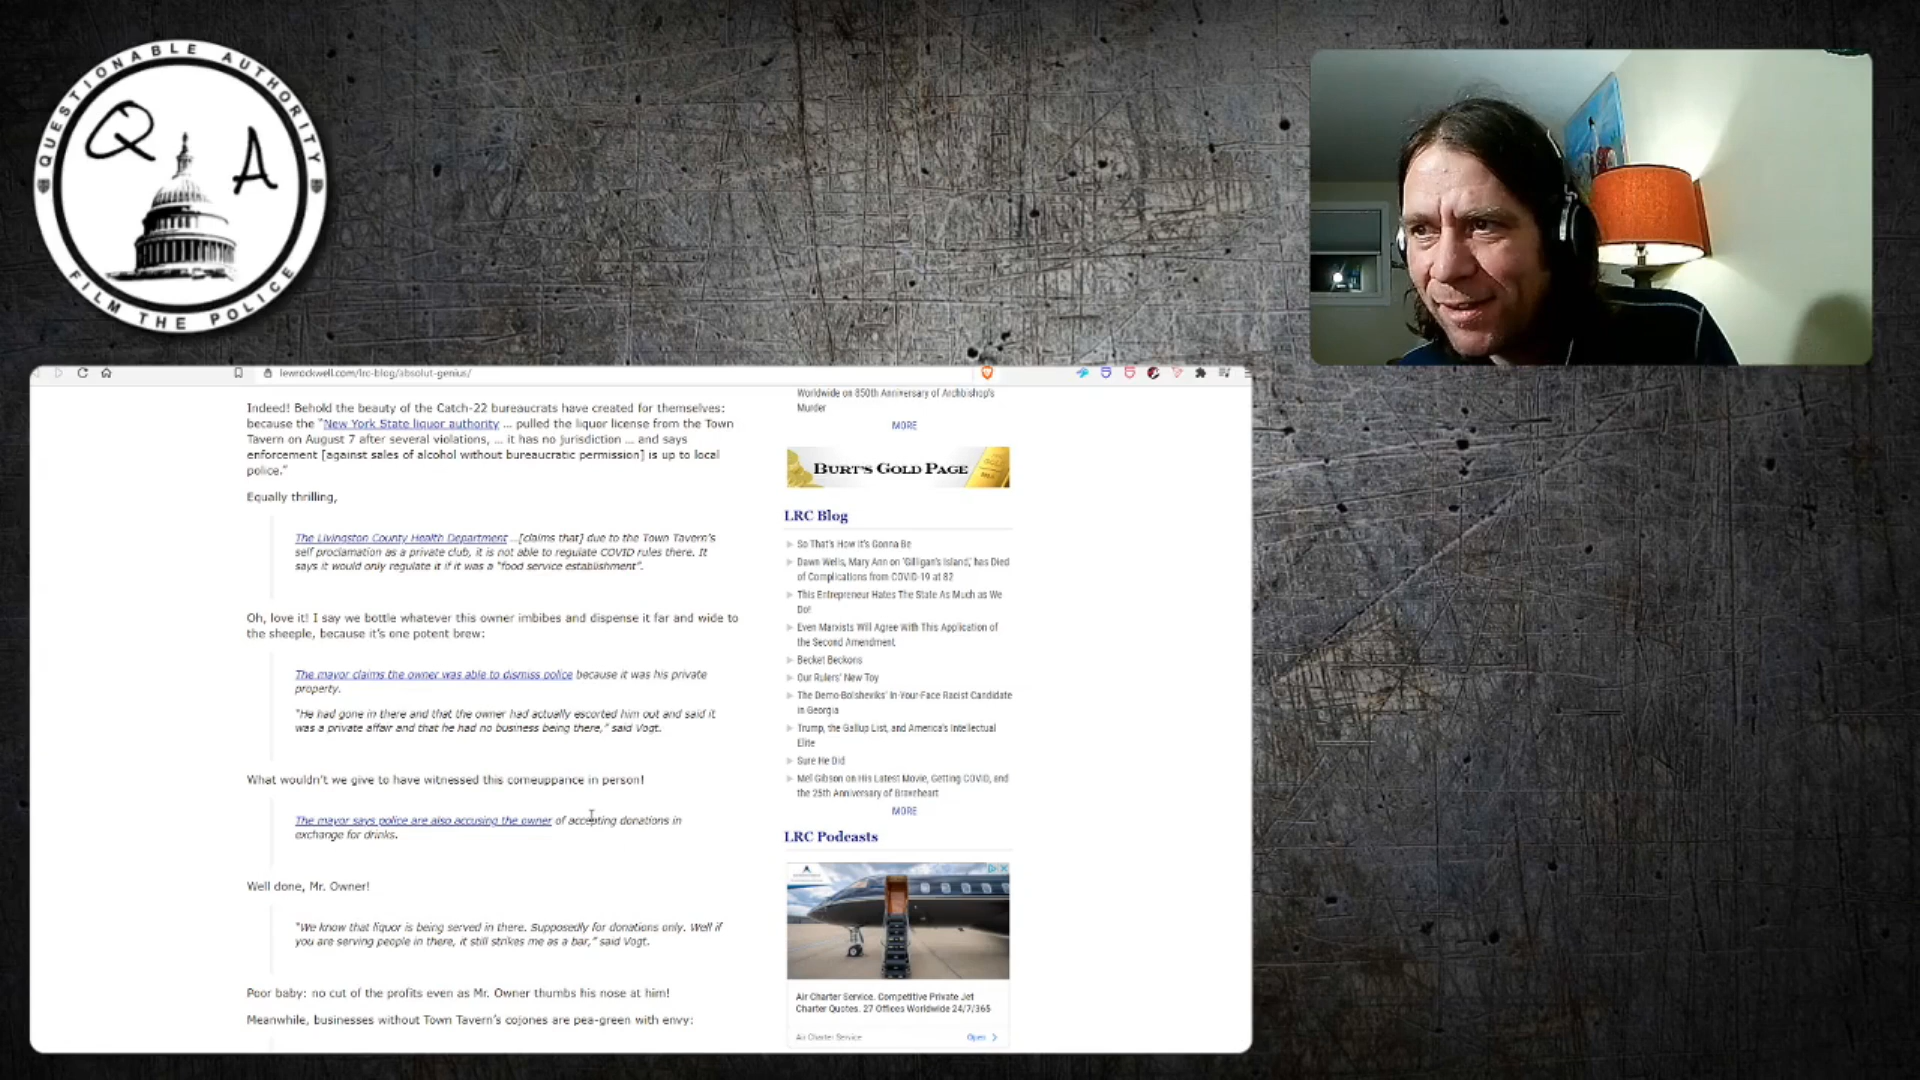 QUESTIONABLE AUTHORITY
Q A
FILM THE POLICE
lewrockwell.com/lrc-blog/absolut-genius/
Indeed! Behold the beauty of the Catch-22 bureaucrats have created for themselves:
because the "New York State liquor authority ... pulled the liquor license from the Town
Tavern on August 7 after several violations, ... it has no jurisdiction ... and says
enforcement [against sales of alcohol without bureaucratic permission] is up to local
police."
Equally thrilling,
The Livingston County Health Department ...[claims that] due to the Town Tavern's
self proclamation as a private club, it is not able to regulate COVID rules there. It
says it would only regulate it if it was a "food service establishment".
Oh, love it! I say we bottle whatever this owner imbibes and dispense it far and wide to
the sheeple, because it's one potent brew:
The mayor claims the owner was able to dismiss police because it was his private
property.
"He had gone in there and that the owner had actually escorted him out and said it
was a private affair and that he had no business being there," said Vogt.
What wouldn't we give to have witnessed this comeuppance in person!
The mayor says police are also accusing the owner of accepting donations in
exchange for drinks.
Well done, Mr. Owner!
"We know that liquor is being served in there. Supposedly for donations only. Well if
you are serving people in there, it still strikes me as a bar," said Vogt.
Poor baby: no cut of the profits even as Mr. Owner thumbs his nose at him!
Meanwhile, businesses without Town Tavern's cojones are pea-green with envy:
Worldwide on 850th Anniversary of Archbishop's
Murder
MORE
BURT'S GOLD PAGE
LRC Blog
So That's How It's Gonna Be
Dawn Wells, Mary Ann on 'Gilligan's Island,' has Died
of Complications from COVID-19 at 82
This Entrepreneur Hates The State As Much as We
Do!
Even Marxists Will Agree With This Application of
the Second Amendment
Becket Beckons
Our Rulers' New Toy
The Demo-Bolsheviks' In-Your-Face Racist Candidate
in Georgia
Trump, the Gallup List, and America's Intellectual
Elite
Sure He Did
Mel Gibson on His Latest Movie, Getting COVID, and
the 25th Anniversary of Braveheart
MORE
LRC Podcasts
Air Charter Service. Competitive Private Jet
Charter Quotes. 27 Offices Worldwide 24/7/365
Air Charter Service
Open